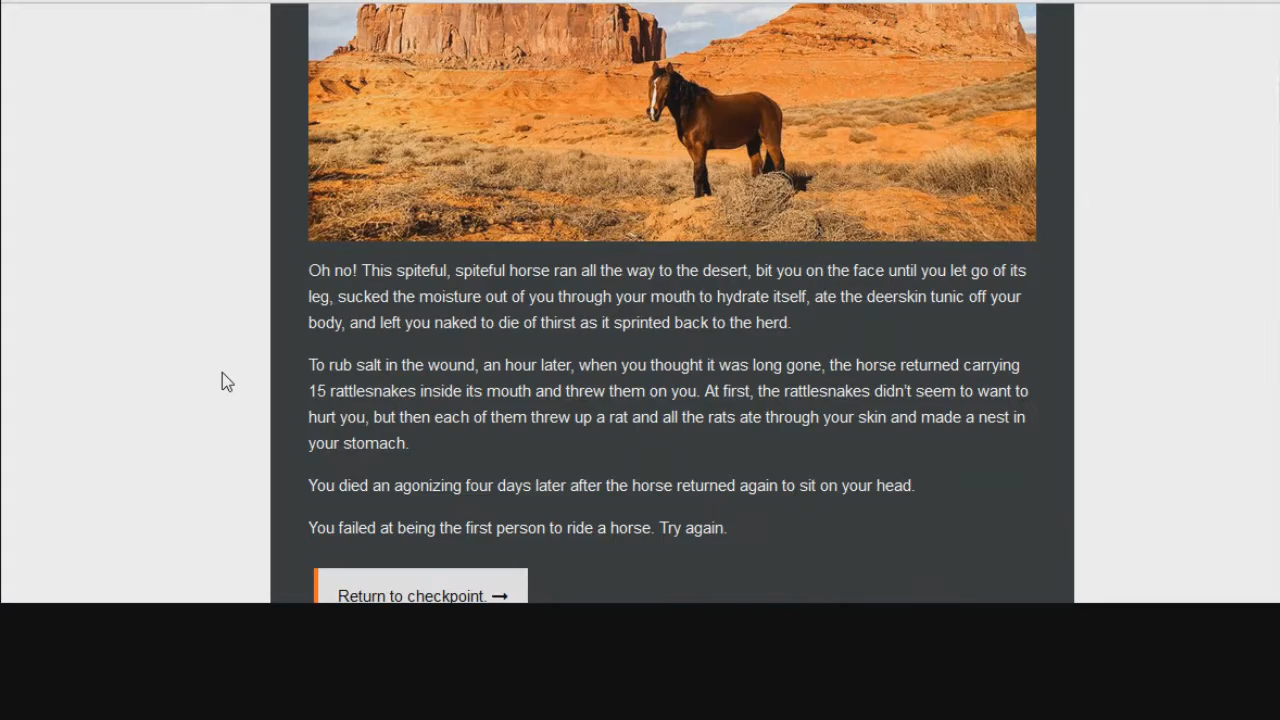 Oh no! This spiteful, spiteful horse ran all the way to the desert, bit you on the face until you let go of its
leg, sucked the moisture out of you through your mouth to hydrate itself, ate the deerskin tunic off your
body, and left you naked to die of thirst as it sprinted back to the herd.
To rub salt in the wound, an hour later, when you thought it was long gone, the horse returned carrying
15 rattlesnakes inside its mouth and threw them on you. At first, the rattlesnakes didn’t seem to want to
hurt you, but then each of them threw up a rat and all the rats ate through your skin and made a nest in
your stomach.
You died an agonizing four days later after the horse returned again to sit on your head.
You failed at being the first person to ride a horse. Try again.
Return to checkpoint. ➞